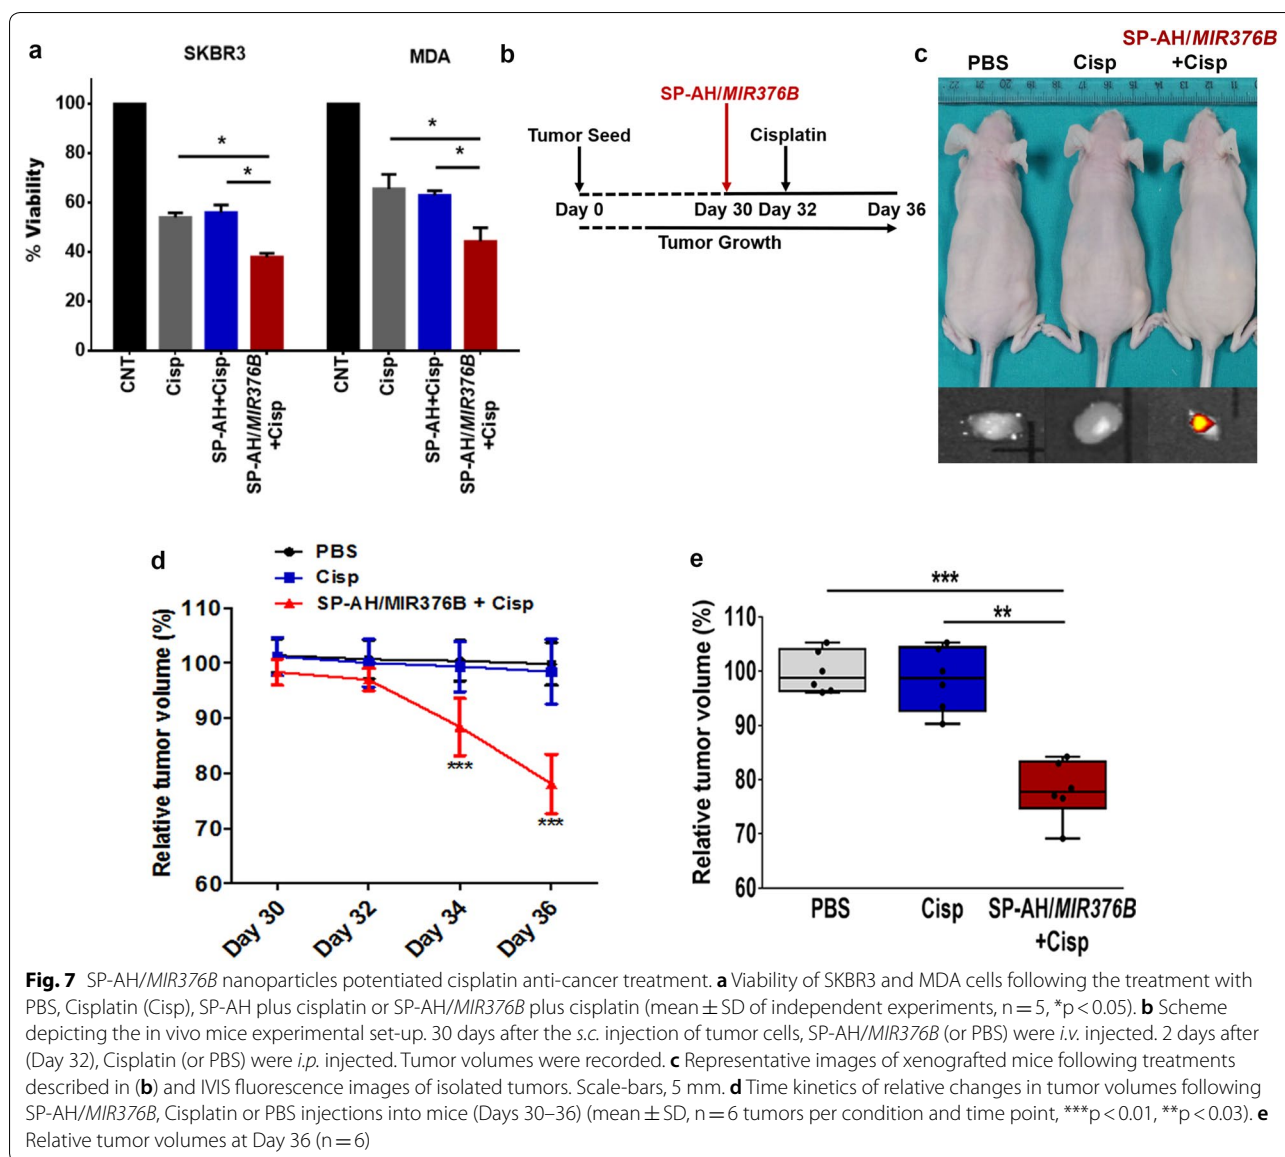 a
SKBR3
MDA
% Viability
100
80
60
40
20
0
*
*
*
*
CNT
Cisp
SP-AH+Cisp
SP-AH/MIR376B
+Cisp
CNT
Cisp
SP-AH+Cisp
SP-AH/MIR376B
+Cisp
b
SP-AH/MIR376B
Tumor Seed
Cisplatin
Day 0
Day 30
Day 32
Day 36
Tumor Growth
c
PBS
Cisp
SP-AH/MIR376B
+Cisp
d
PBS
Cisp
SP-AH/MIR376B + Cisp
Relative tumor volume (%)
110
100
90
80
70
60
***
***
Day 30
Day 32
Day 34
Day 36
e
***
**
Relative tumor volume (%)
110
100
90
80
70
60
PBS
Cisp
SP-AH/MIR376B
+Cisp
Fig. 7 SP-AH/MIR376B nanoparticles potentiated cisplatin anti-cancer treatment. a Viability of SKBR3 and MDA cells following the treatment with
PBS, Cisplatin (Cisp), SP-AH plus cisplatin or SP-AH/MIR376B plus cisplatin (mean ± SD of independent experiments, n = 5, *p < 0.05). b Scheme
depicting the in vivo mice experimental set-up. 30 days after the s.c. injection of tumor cells, SP-AH/MIR376B (or PBS) were i.v. injected. 2 days after
(Day 32), Cisplatin (or PBS) were i.p. injected. Tumor volumes were recorded. c Representative images of xenografted mice following treatments
described in (b) and IVIS fluorescence images of isolated tumors. Scale-bars, 5 mm. d Time kinetics of relative changes in tumor volumes following
SP-AH/MIR376B, Cisplatin or PBS injections into mice (Days 30–36) (mean ± SD, n = 6 tumors per condition and time point, ***p < 0.01, **p < 0.03). e
Relative tumor volumes at Day 36 (n = 6)